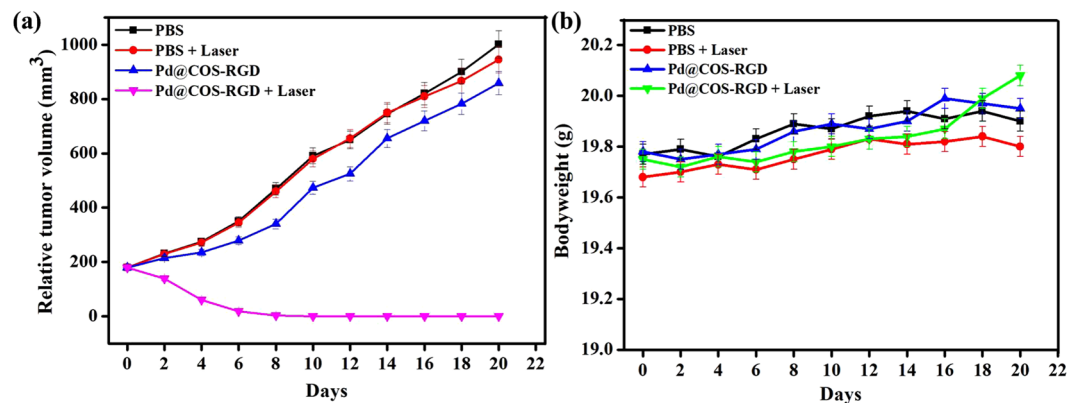 (a)
PBS
PBS + Laser
Pd@COS-RGD
Pd@COS-RGD + Laser
Relative tumor volume (mm3)
1000
800
600
400
200
0
0 2 4 6 8 10 12 14 16 18 20 22
Days
(b)
PBS
PBS + Laser
Pd@COS-RGD
Pd@COS-RGD + Laser
Bodyweight (g)
20.2
20.0
19.8
19.6
19.4
19.2
19.0
0 2 4 6 8 10 12 14 16 18 20 22
Days